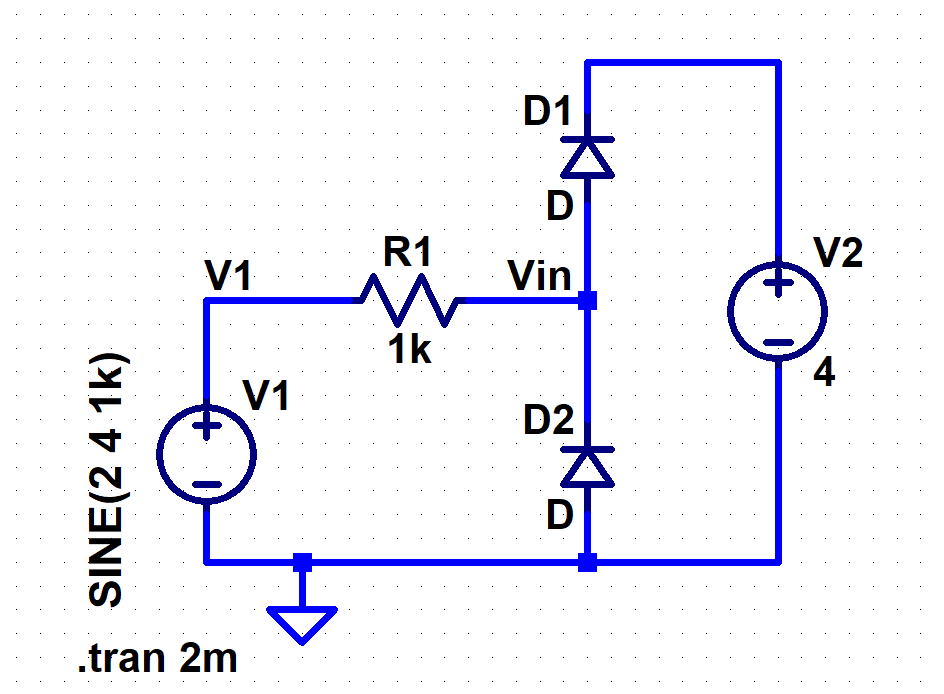 D1
D
V2
R1
V1
Vin
1k
4
V1
SINE(2 4 1k)
D2
D
.tran 2m